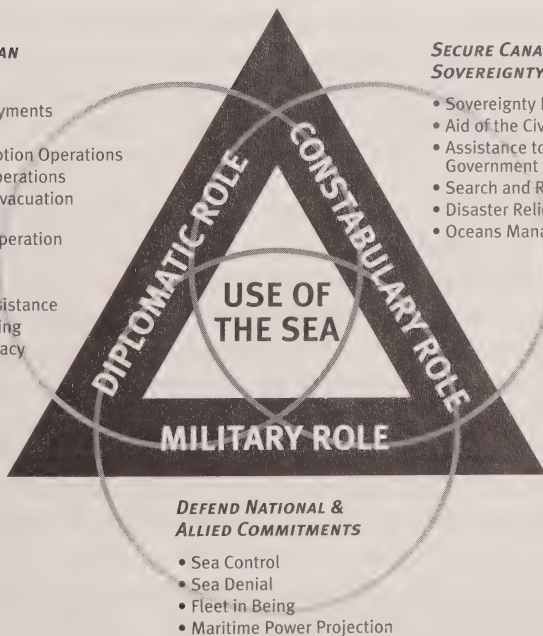 AN
yments
ption Operations
perations
vacuation
peration
sistance
ing
acy
SECURE CANA
SOVEREIGNTY
• Sovereignty
• Aid of the Civ
• Assistance to
Government
• Search and R
• Disaster Relie
• Oceans Mana
DIPLOMATIC ROLE
CONSTABULARY ROLE
USE OF
THE SEA
MILITARY ROLE
DEFEND NATIONAL &
ALLIED COMMITMENTS
• Sea Control
• Sea Denial
• Fleet in Being
• Maritime Power Projection